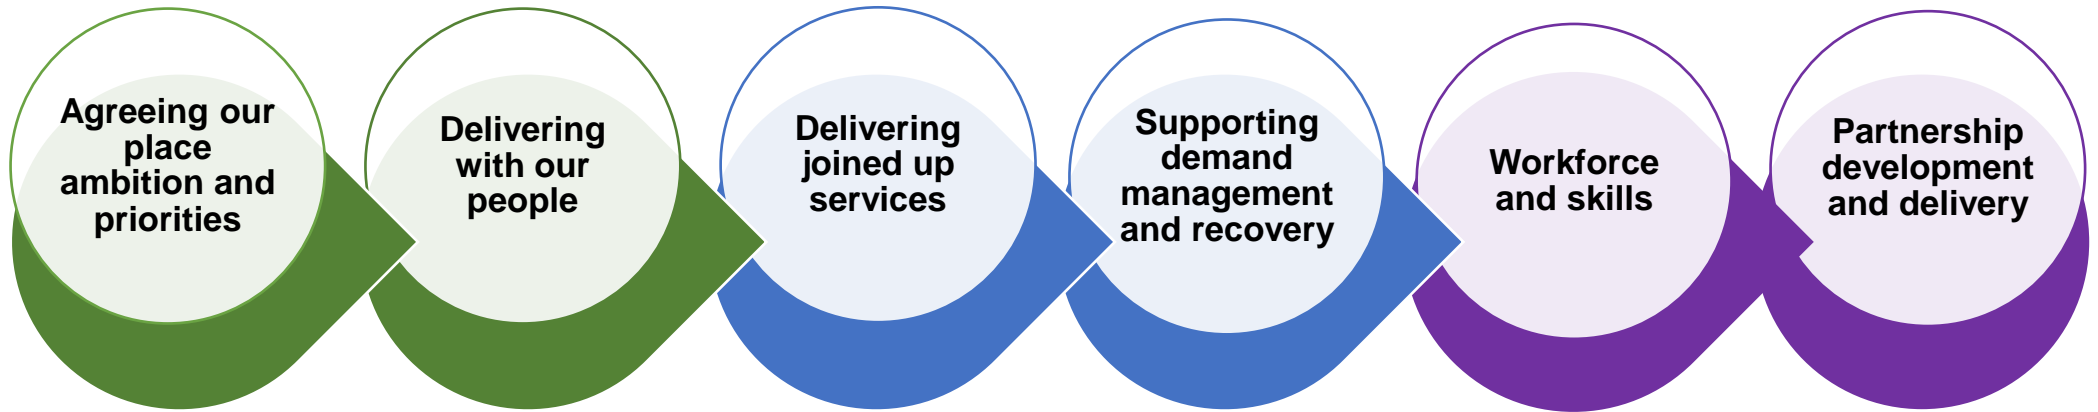 Agreeing our
place
ambition and
priorities
Delivering
with our
people
Delivering
joined up
services
Supporting
demand
management
and recovery
Workforce
and skills
Partnership
development
and delivery